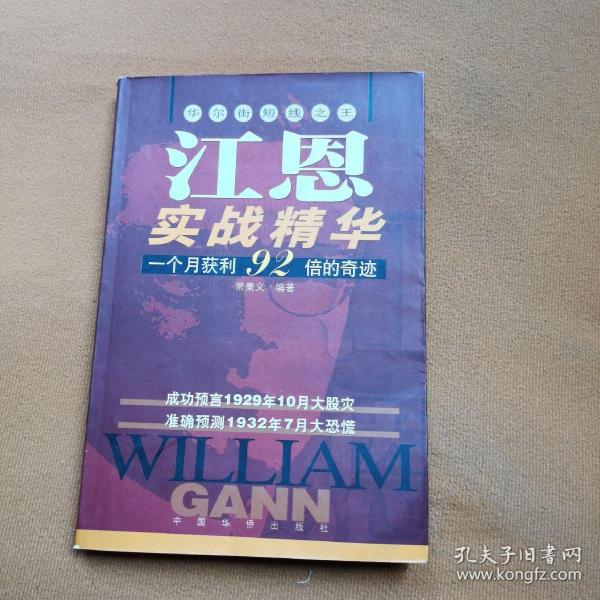 华尔街短线之王
江恩
实战精华
一个月获利92倍的奇迹
常秉义 编著
成功预言1929年10月大股灾
准确预测1932年7月大恐慌
WILLIAM
GANN
中国华侨出版社
孔夫子旧书网
www.kongfz.com